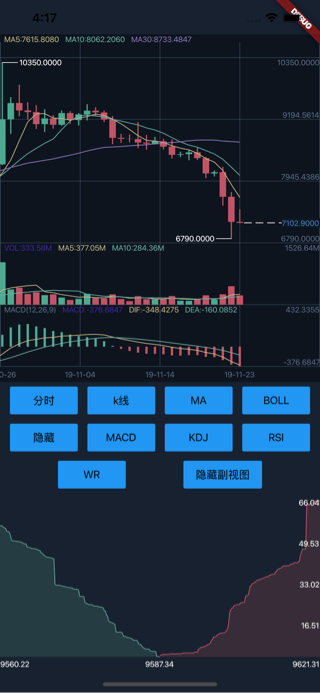 4:17
DEBUG
MA5:7615.8080 MA10:8062.2060 MA30:8733.4847
10350.0000 10350.0000
9194.5614
7945.4386
7102.9000
6790.0000 6790.0000
VOL:333.58M MA5:377.05M MA10:284.36M 1526.64M
MACD(12,26,9) MACD:-376.6847 DIF:-348.4275 DEA:-160.0852 432.3355
-376.6847
0-26 19-11-04 19-11-14 19-11-23
分时 k线 MA BOLL
隐藏 MACD KDJ RSI
WR 隐藏副视图
66.04
49.53
33.02
16.51
9560.22 9587.34 9621.31